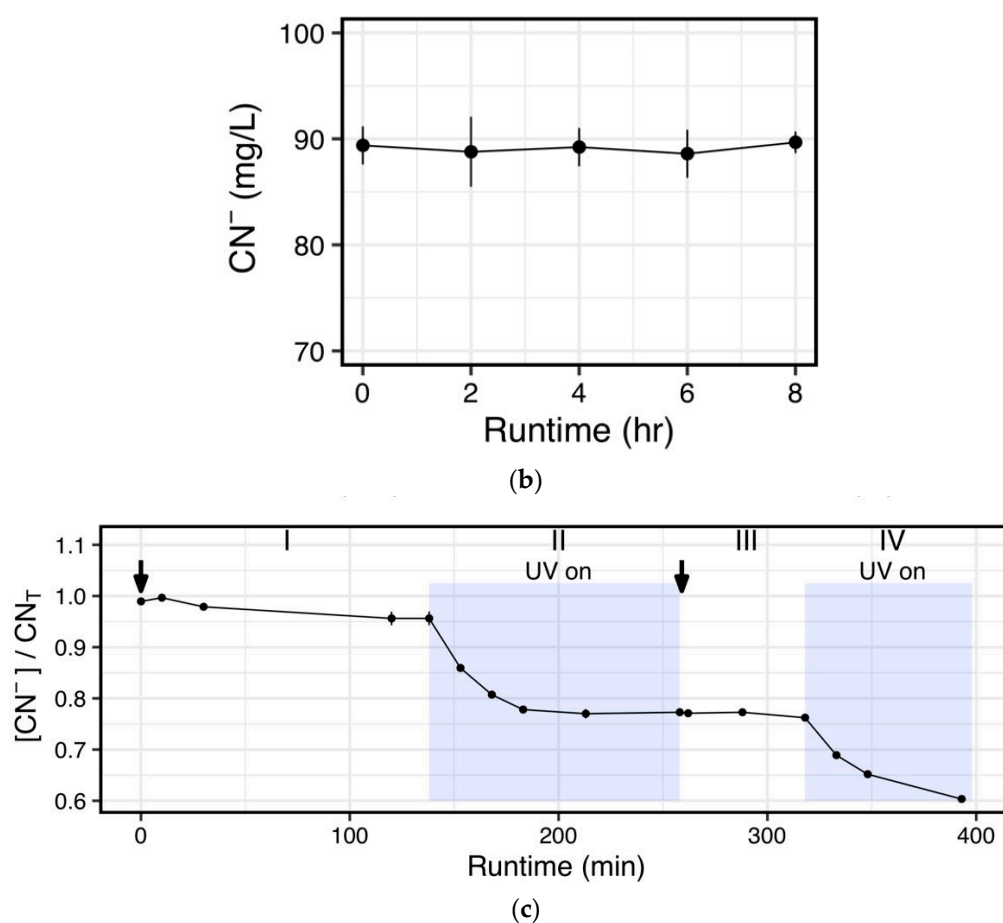 100
90
80
70
CN⁻ (mg/L)
0 2 4 6 8
Runtime (hr)
(b)
I II III IV
UV on UV on
1.1
1.0
0.9
0.8
0.7
0.6
[CN⁻] / CN_T
0 100 200 300 400
Runtime (min)
(c)